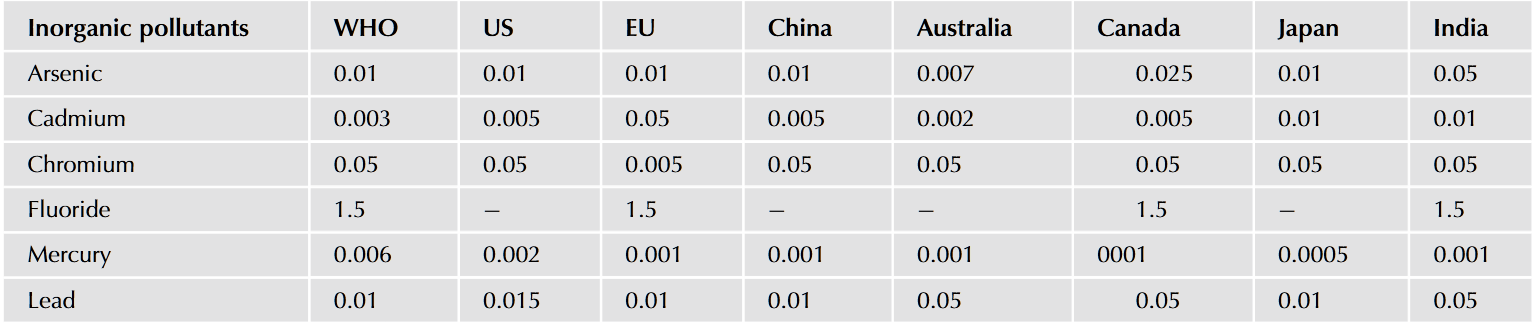 Inorganic pollutants WHO US EU China Australia Canada Japan India
Arsenic 0.01 0.01 0.01 0.01 0.007 0.025 0.01 0.05
Cadmium 0.003 0.005 0.05 0.005 0.002 0.005 0.01 0.01
Chromium 0.05 0.05 0.005 0.05 0.05 0.05 0.05 0.05
Fluoride 1.5 – 1.5 – – 1.5 – 1.5
Mercury 0.006 0.002 0.001 0.001 0.001 0001 0.0005 0.001
Lead 0.01 0.015 0.01 0.01 0.05 0.05 0.01 0.05